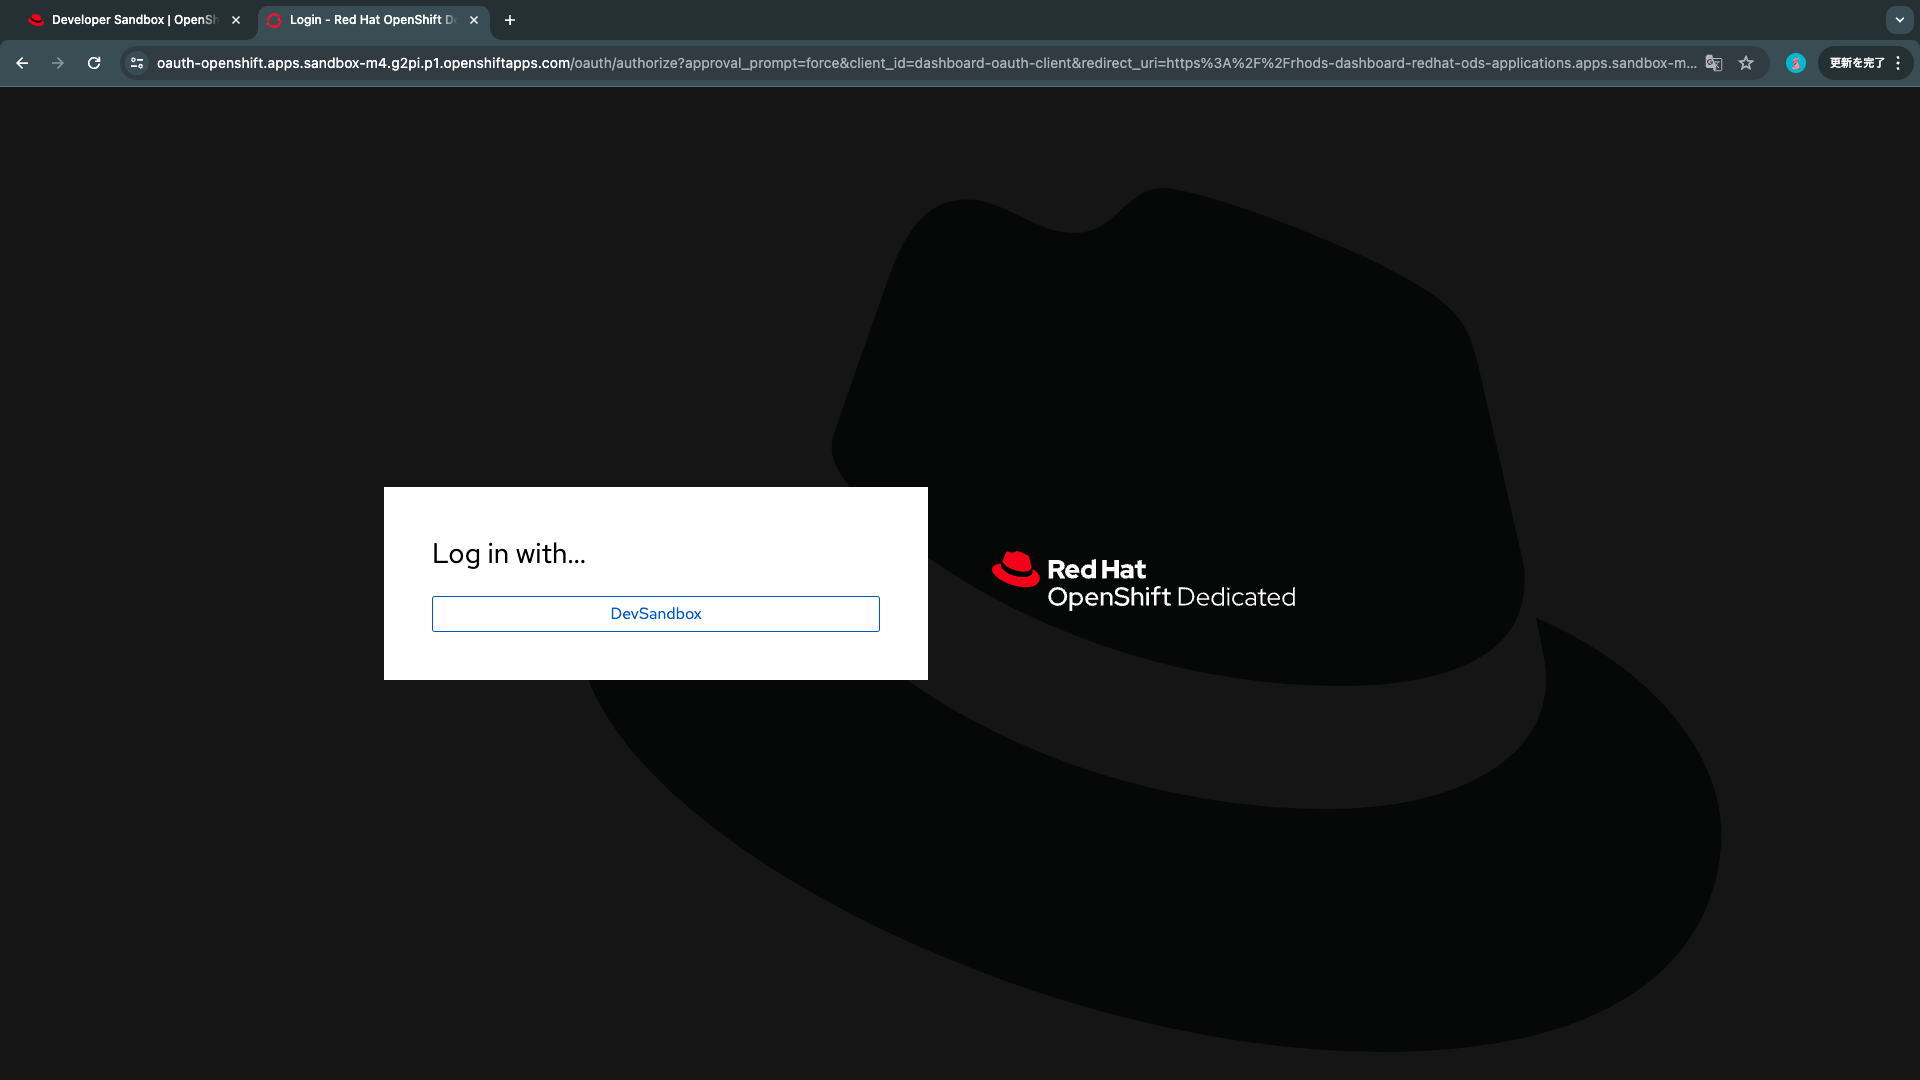 Developer Sandbox | OpenSh
Login - Red Hat OpenShift De
oauth-openshift.apps.sandbox-m4.g2pi.p1.openshiftapps.com/oauth/authorize?approval_prompt=force&client_id=dashboard-oauth-client&redirect_uri=https%3A%2F%2Frhods-dashboard-redhat-ods-applications.apps.sandbox-m...
更新を完了
Log in with...
DevSandbox
Red Hat
OpenShift Dedicated